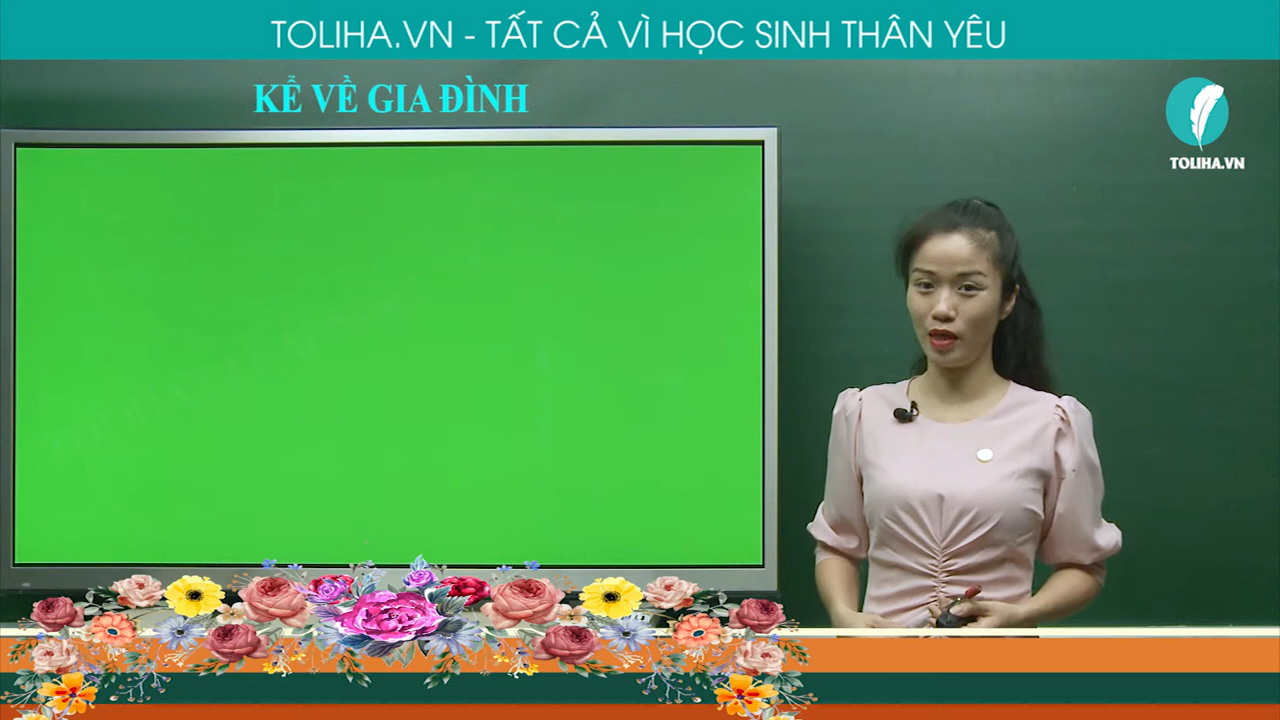 TOLIHA.VN - TẤT CẢ VÌ HỌC SINH THÂN YÊU
KỂ VỀ GIA ĐÌNH
TOLIHA.VN